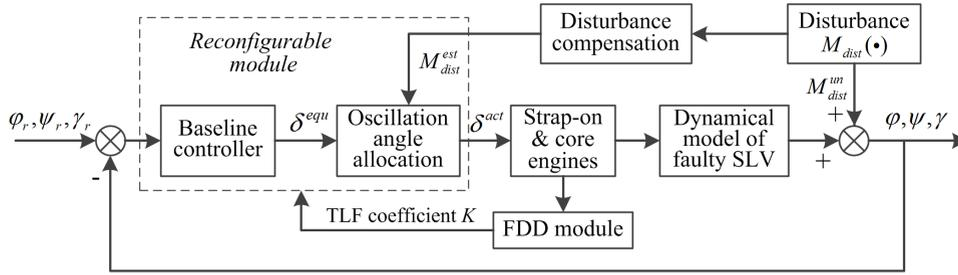 Reconfigurable
module
Disturbance
compensation
Disturbance
M_dist(•)
M_dist^est
M_dist^un
φ_r,ψ_r,γ_r
Baseline
controller
δ^equ
Oscillation
angle
allocation
δ^act
Strap-on
& core
engines
Dynamical
model of
faulty SLV
+
+
φ,ψ,γ
-
TLF coefficient K
FDD module